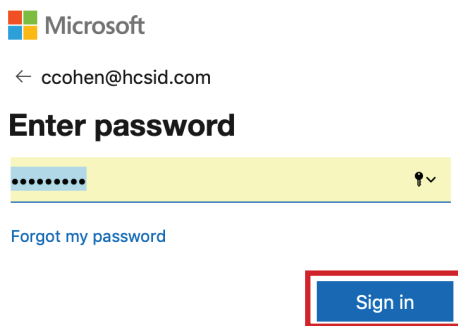 Microsoft
← ccohen@hcsid.com
Enter password
•••••••••
Forgot my password
Sign in